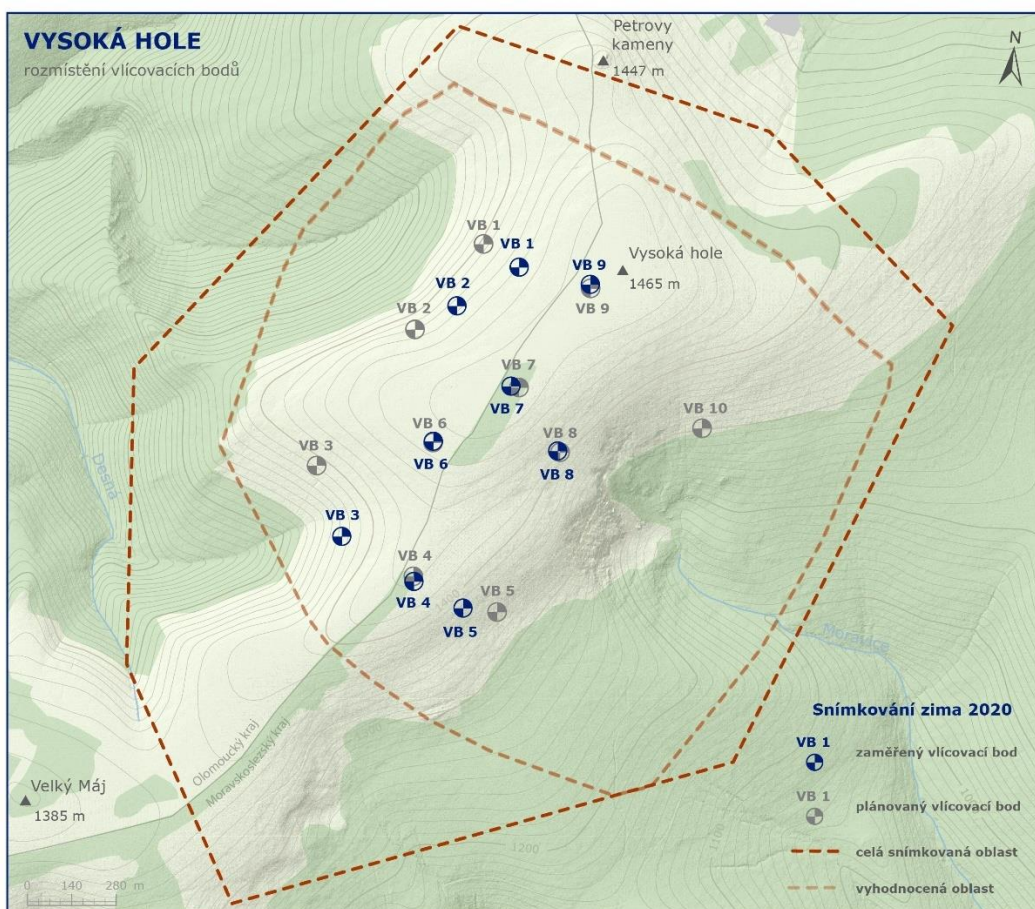 VYSOKÁ HOLE
rozmístění vlícovacích bodů
Petrovy
kameny
1447 m
N
VB 1
VB 1
VB 2
VB 2
VB 9
VB 9
Vysoká hole
1465 m
VB 7
VB 7
VB 10
VB 6
VB 6
VB 8
VB 8
VB 3
VB 3
Desná
VB 4
VB 4
VB 5
VB 5
Moravice
Olomoucký kraj
Moravskoslezský kraj
Velký Máj
1385 m
0 140 280 m
1200
1100
1000
Snímkování zima 2020
VB 1
zaměřený vlícovací bod
VB 1
plánovaný vlícovací bod
celá snímkovaná oblast
vyhodnocená oblast